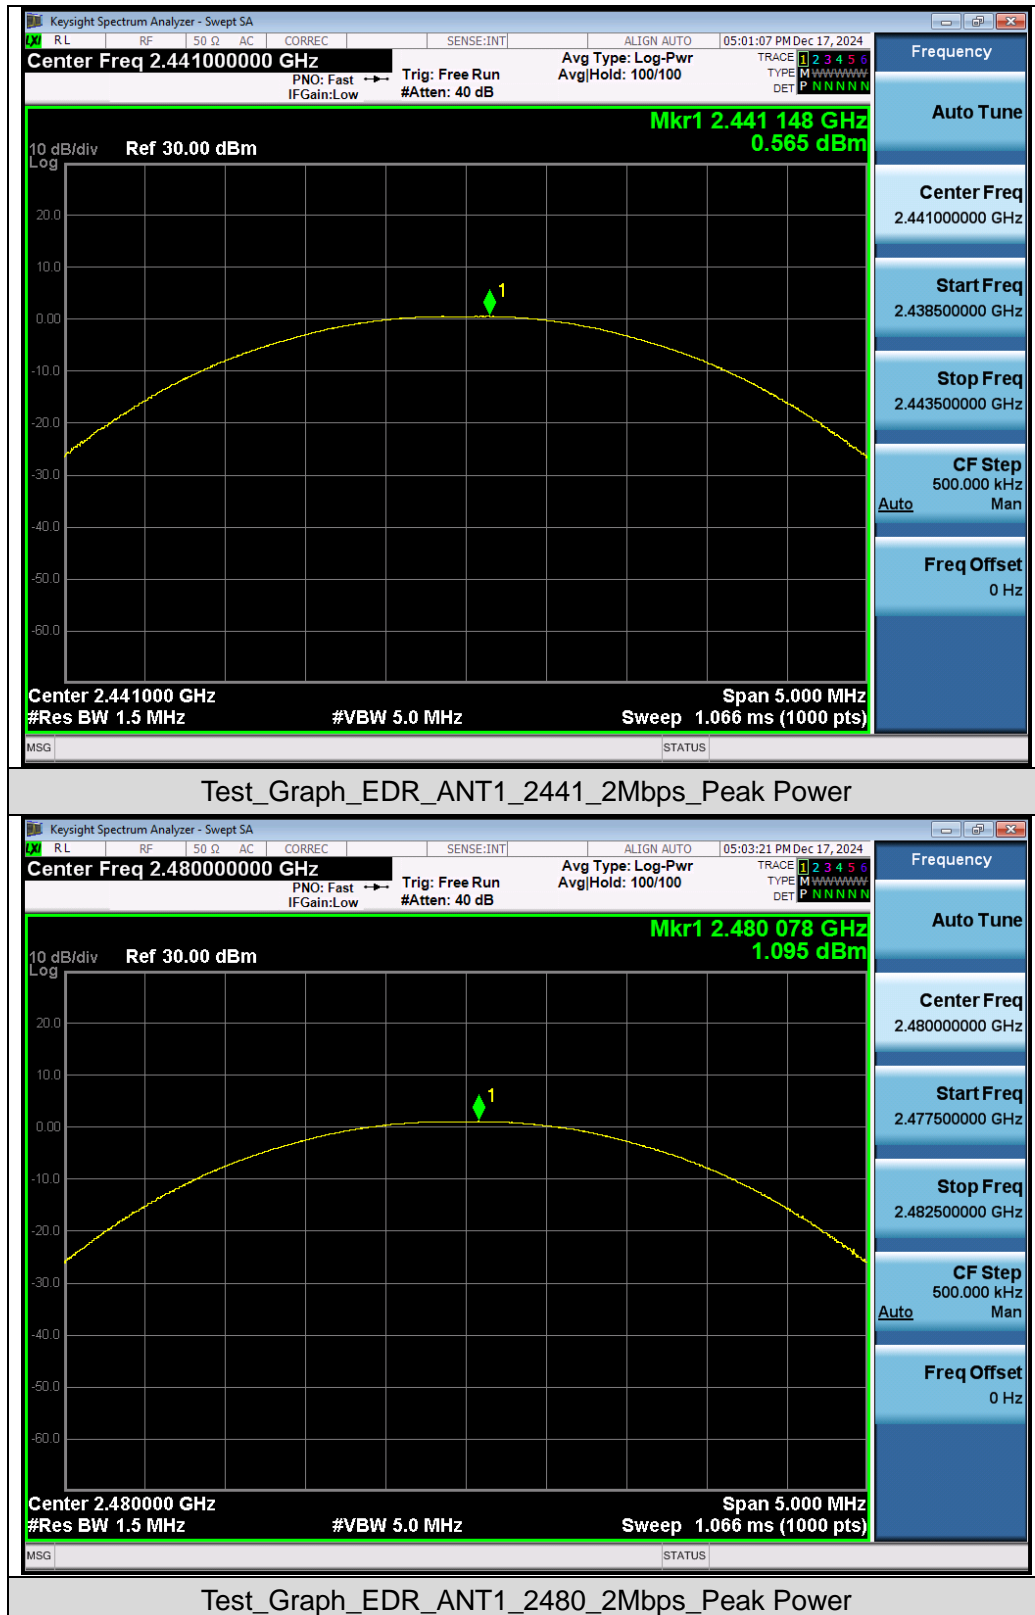 Keysight Spectrum Analyzer - Swept SA
LXI RL RF 50 Ω AC CORREC SENSE:INT ALIGN AUTO 05:01:07 PM Dec 17, 2024
Center Freq 2.441000000 GHz
PNO: Fast
IFGain:Low
Trig: Free Run
#Atten: 40 dB
Avg Type: Log-Pwr
Avg|Hold: 100/100
TRACE 1 2 3 4 5 6
TYPE M WWWWW
DET P N N N N N
Mkr1 2.441 148 GHz
0.565 dBm
10 dB/div Ref 30.00 dBm
Log
20.0
10.0
1
0.00
-10.0
-20.0
-30.0
-40.0
-50.0
-60.0
Center 2.441000 GHz Span 5.000 MHz
#Res BW 1.5 MHz #VBW 5.0 MHz Sweep 1.066 ms (1000 pts)
MSG STATUS
Frequency
Auto Tune
Center Freq
2.441000000 GHz
Start Freq
2.438500000 GHz
Stop Freq
2.443500000 GHz
CF Step
500.000 kHz
Auto Man
Freq Offset
0 Hz
Test_Graph_EDR_ANT1_2441_2Mbps_Peak Power
Keysight Spectrum Analyzer - Swept SA
LXI RL RF 50 Ω AC CORREC SENSE:INT ALIGN AUTO 05:03:21 PM Dec 17, 2024
Center Freq 2.480000000 GHz
PNO: Fast
IFGain:Low
Trig: Free Run
#Atten: 40 dB
Avg Type: Log-Pwr
Avg|Hold: 100/100
TRACE 1 2 3 4 5 6
TYPE M WWWWW
DET P N N N N N
Mkr1 2.480 078 GHz
1.095 dBm
10 dB/div Ref 30.00 dBm
Log
20.0
10.0
1
0.00
-10.0
-20.0
-30.0
-40.0
-50.0
-60.0
Center 2.480000 GHz Span 5.000 MHz
#Res BW 1.5 MHz #VBW 5.0 MHz Sweep 1.066 ms (1000 pts)
MSG STATUS
Frequency
Auto Tune
Center Freq
2.480000000 GHz
Start Freq
2.477500000 GHz
Stop Freq
2.482500000 GHz
CF Step
500.000 kHz
Auto Man
Freq Offset
0 Hz
Test_Graph_EDR_ANT1_2480_2Mbps_Peak Power